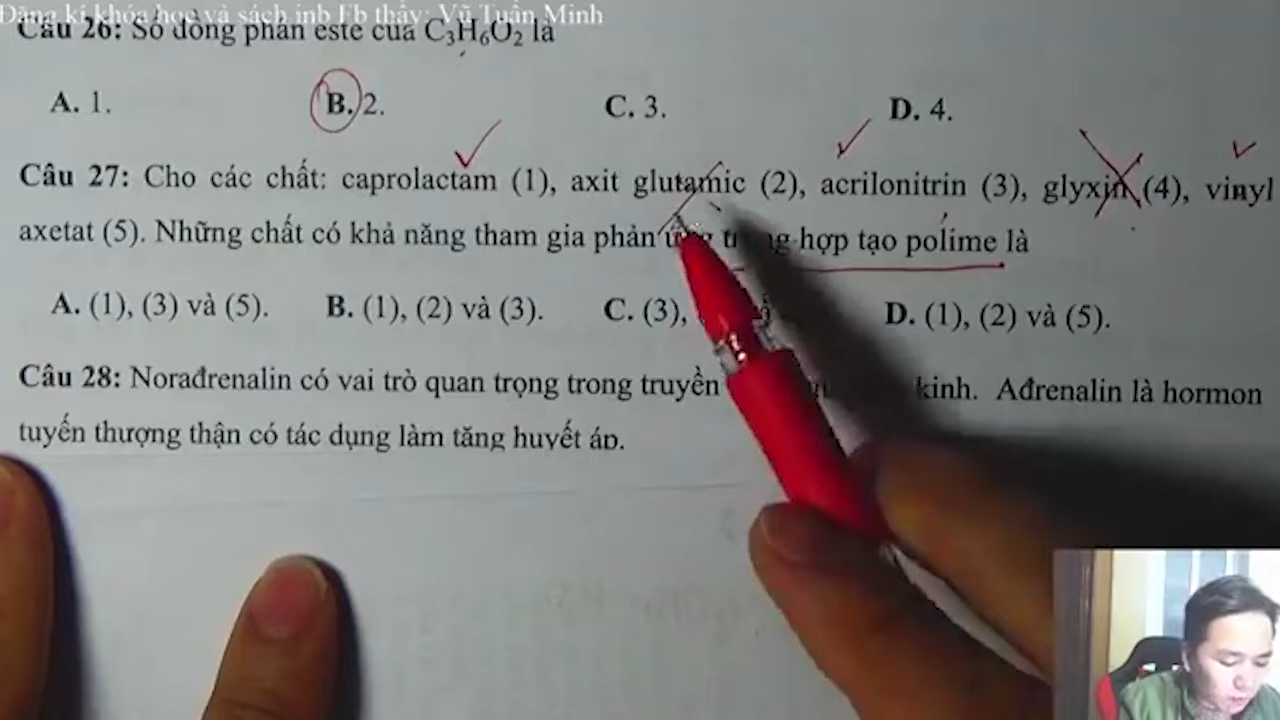 Đăng kí khóa học và sách inb Fb thầy: Vũ Tuấn Minh
Câu 26: Số đồng phân este của C₃H₆O₂ là
A. 1. B. 2. C. 3. D. 4.
Câu 27: Cho các chất: caprolactam (1), axit glutamic (2), acrilonitrin (3), glyxin (4), vinyl
axetat (5). Những chất có khả năng tham gia phản hợp tạo polime là
A. (1), (3) và (5). B. (1), (2) và (3). C. (3), D. (1), (2) và (5).
Câu 28: Norađrenalin có vai trò quan trọng trong truyền kinh. Ađrenalin là hormon
tuyến thượng thận có tác dụng làm tăng huyết áp.